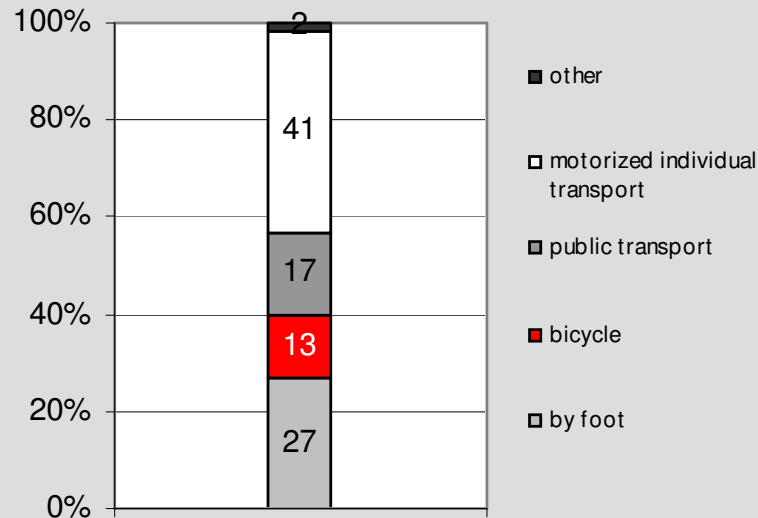 100%
80%
60%
40%
20%
0%
2
41
17
13
27
other
motorized individual
transport
public transport
bicycle
by foot